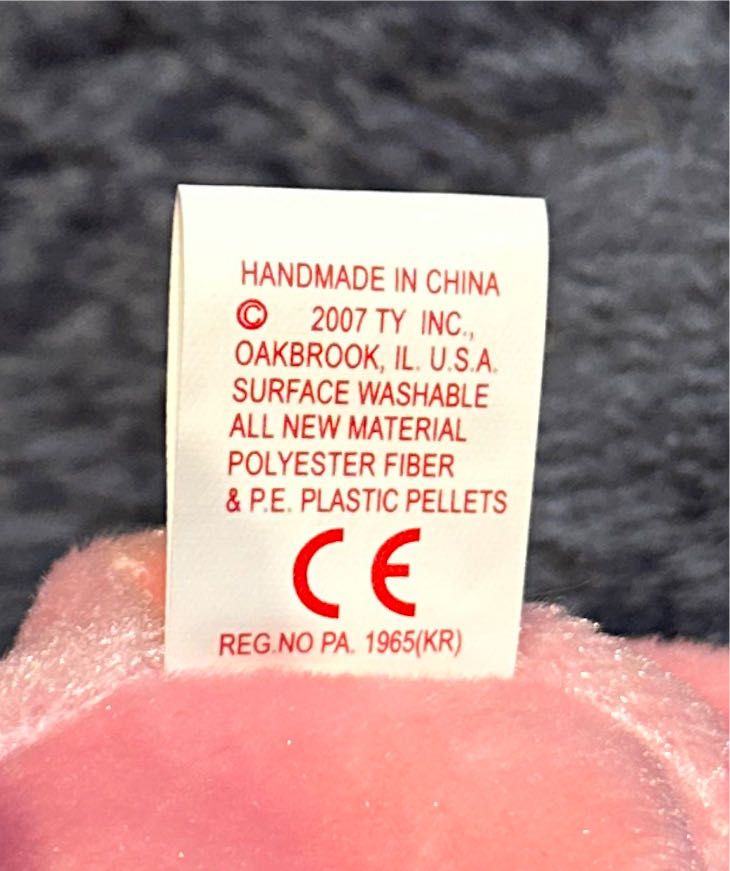 HANDMADE IN CHINA
© 2007 TY INC.,
OAKBROOK, IL. U.S.A.
SURFACE WASHABLE
ALL NEW MATERIAL
POLYESTER FIBER
& P.E. PLASTIC PELLETS
CE
REG.NO PA. 1965(KR)